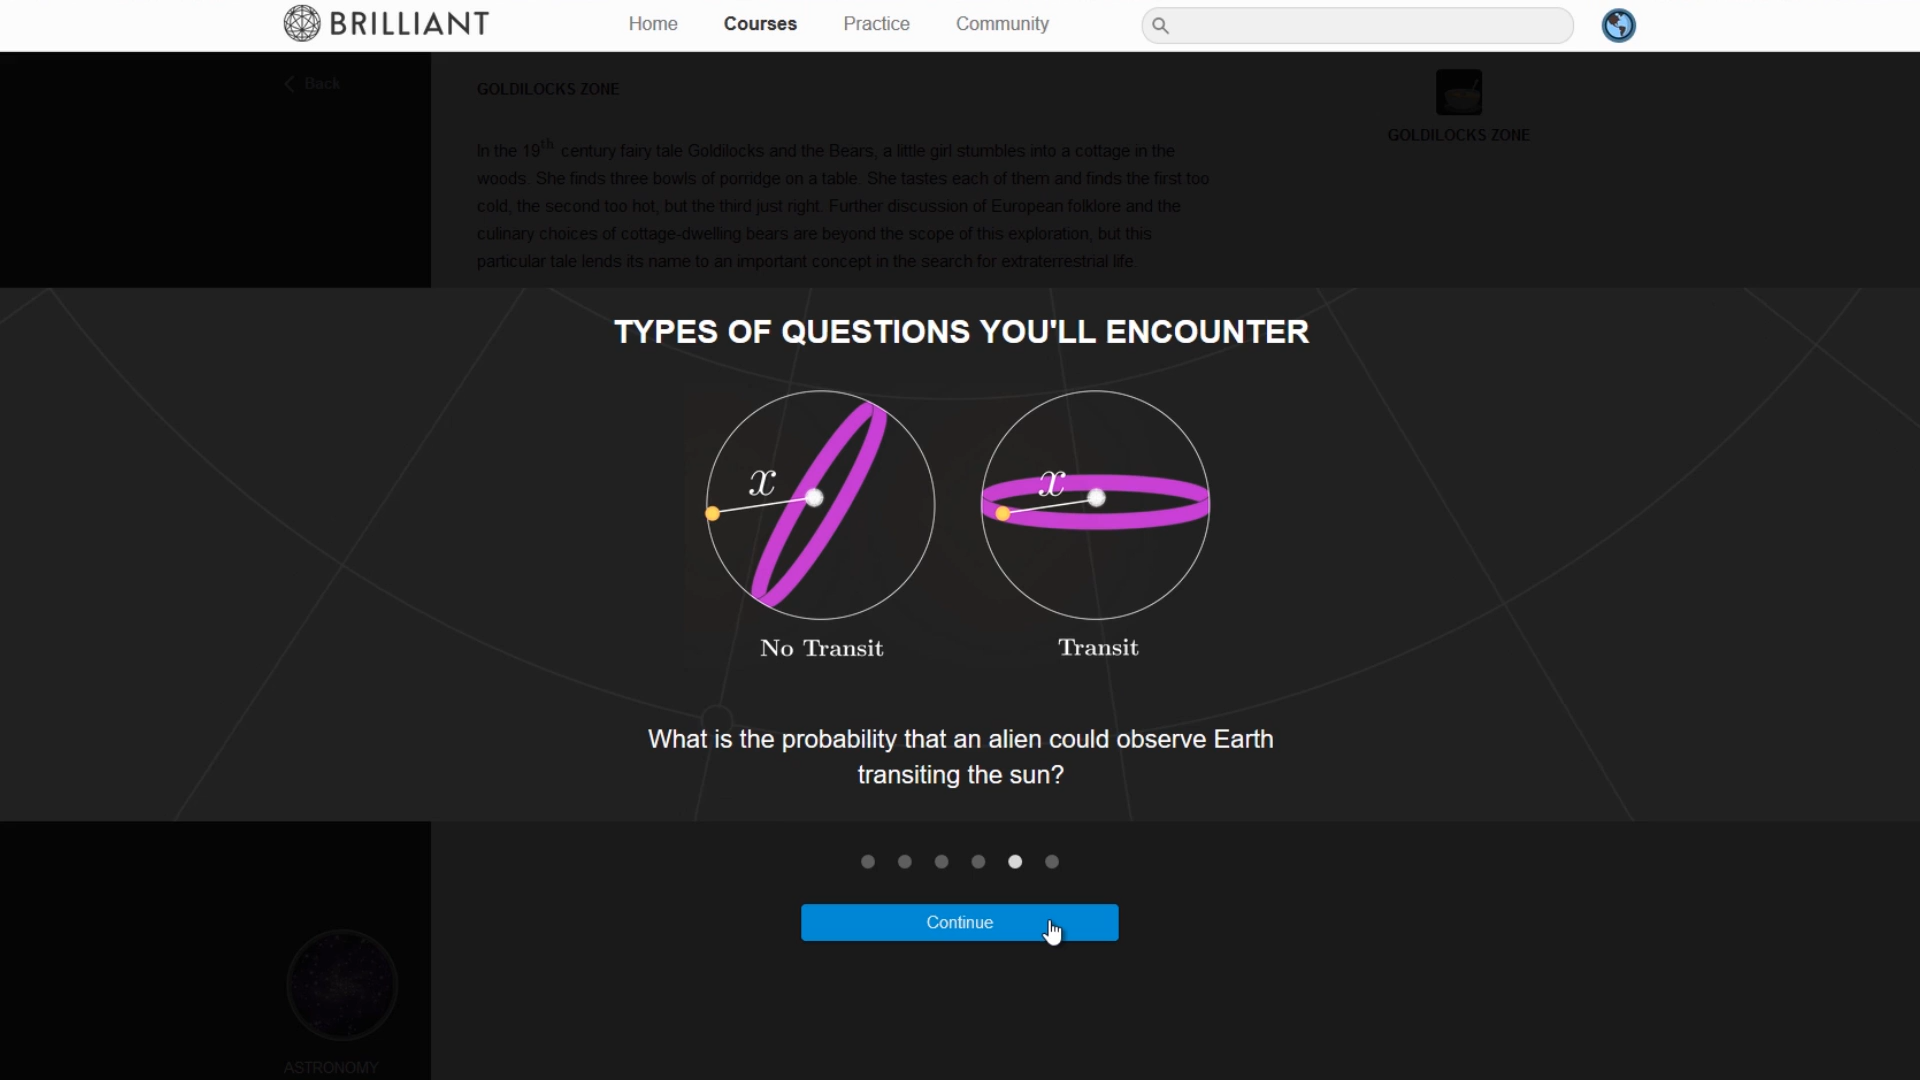 BRILLIANT
Home Courses Practice Community
Back
GOLDILOCKS ZONE
GOLDILOCKS ZONE
In the 19th century fairy tale Goldilocks and the Bears, a little girl stumbles into a cottage in the
woods. She finds three bowls of porridge on a table. She tastes each of them and finds the first too
cold, the second too hot, but the third just right. Further discussion of European folklore and the
culinary choices of cottage-dwelling bears are beyond the scope of this exploration, but this
particular tale lends its name to an important concept in the search for extraterrestrial life.
TYPES OF QUESTIONS YOU'LL ENCOUNTER
x x
No Transit Transit
What is the probability that an alien could observe Earth
transiting the sun?
Continue
ASTRONOMY